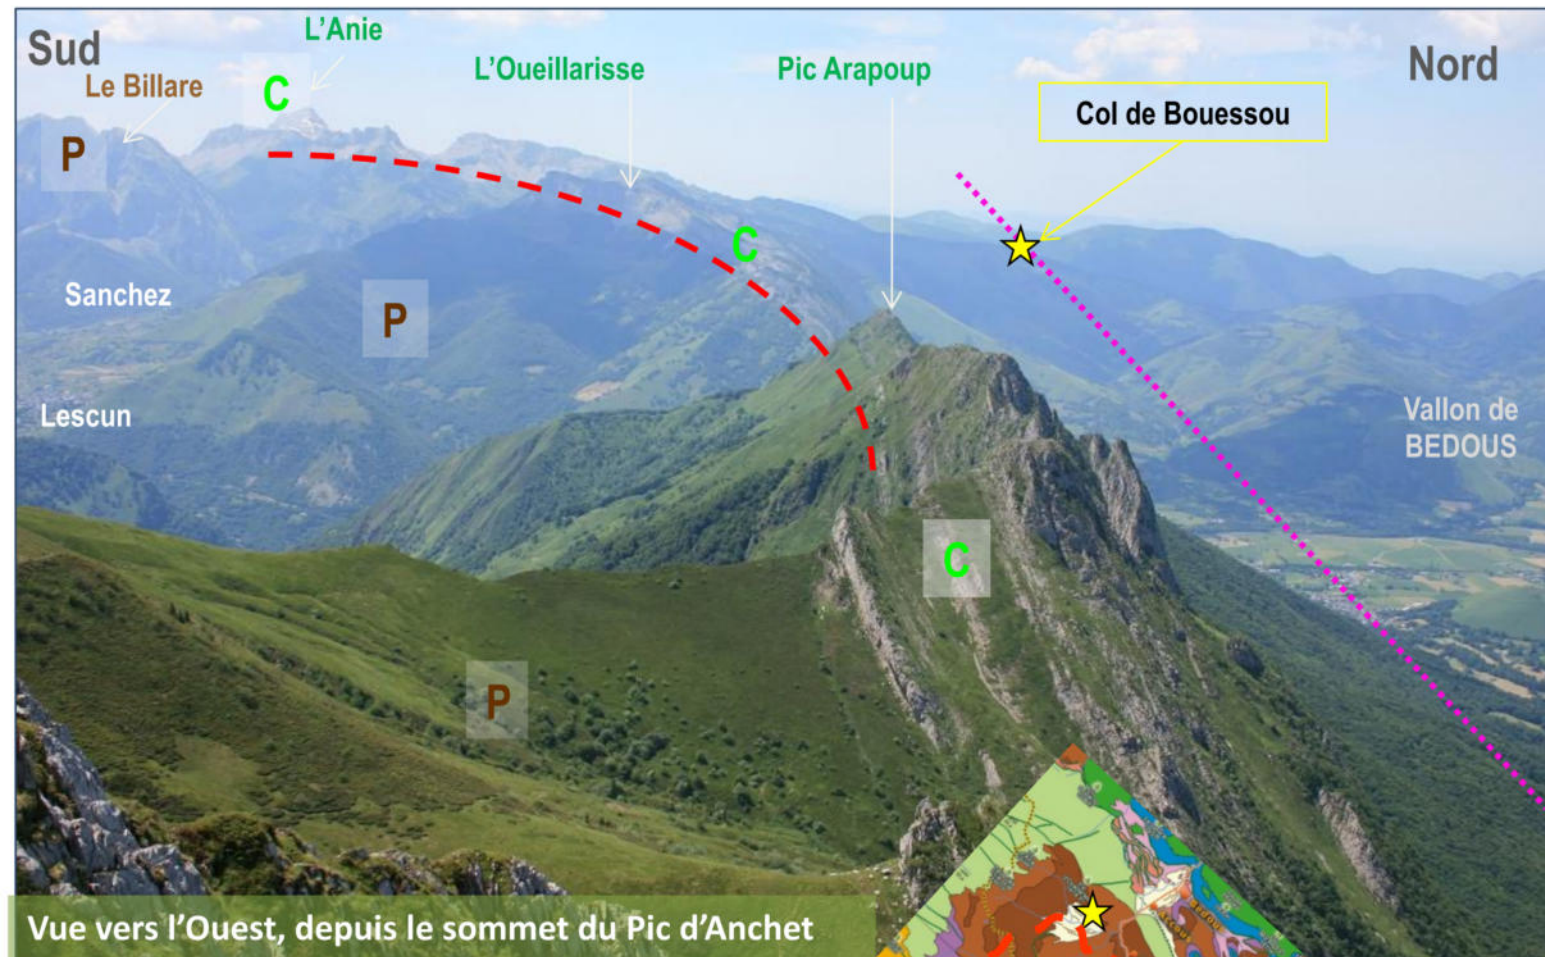 Sud
L'Anie
Le Billare
C
L'Oueillarisse
Pic Arapoup
Nord
Col de Bouessou
P
C
Sanchez
P
Lescun
Vallon de
BEDOUS
C
P
Vue vers l'Ouest, depuis le sommet du Pic d'Anchet